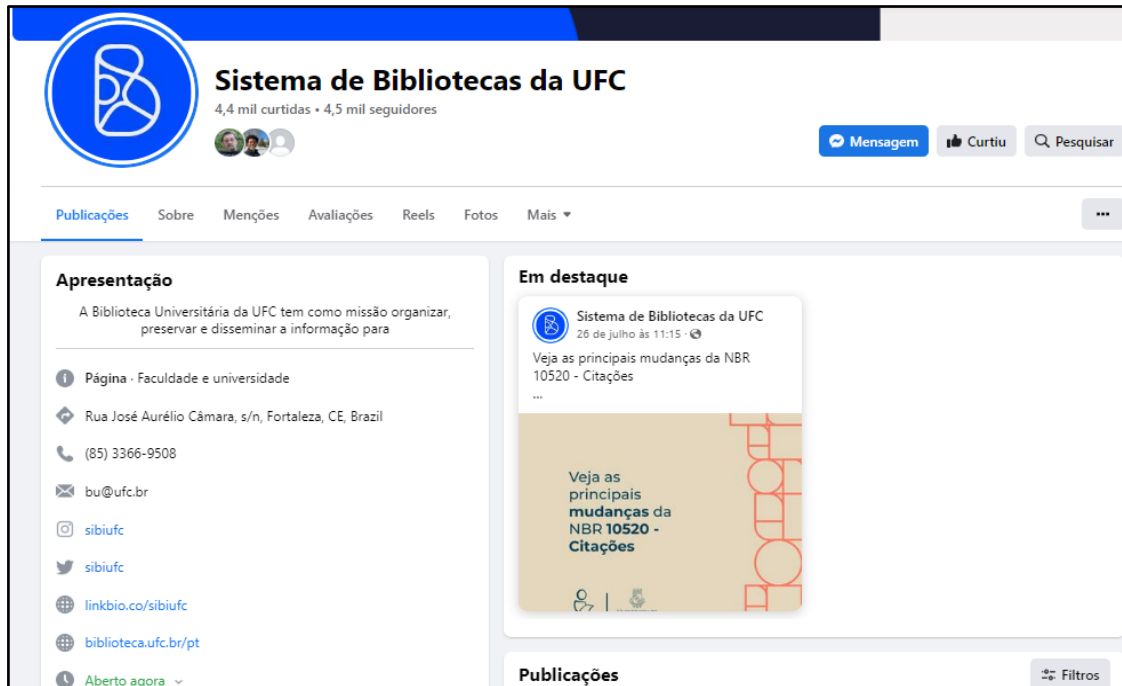 Sistema de Bibliotecas da UFC
4,4 mil curtidas • 4,5 mil seguidores
Mensagem
Curtiu
Pesquisar
Publicações
Sobre
Menções
Avaliações
Reels
Fotos
Mais
...
Apresentação
A Biblioteca Universitária da UFC tem como missão organizar,
preservar e disseminar a informação para
Página · Faculdade e universidade
Rua José Aurélio Câmara, s/n, Fortaleza, CE, Brazil
(85) 3366-9508
bu@ufc.br
sibiufc
sibiufc
linkbio.co/sibiufc
biblioteca.ufc.br/pt
Aberto agora
Em destaque
Sistema de Bibliotecas da UFC
26 de julho às 11:15 ·
Veja as principais mudanças da NBR
10520 - Citações
...
Veja as
principais
mudanças da
NBR 10520 -
Citações
Publicações
Filtros